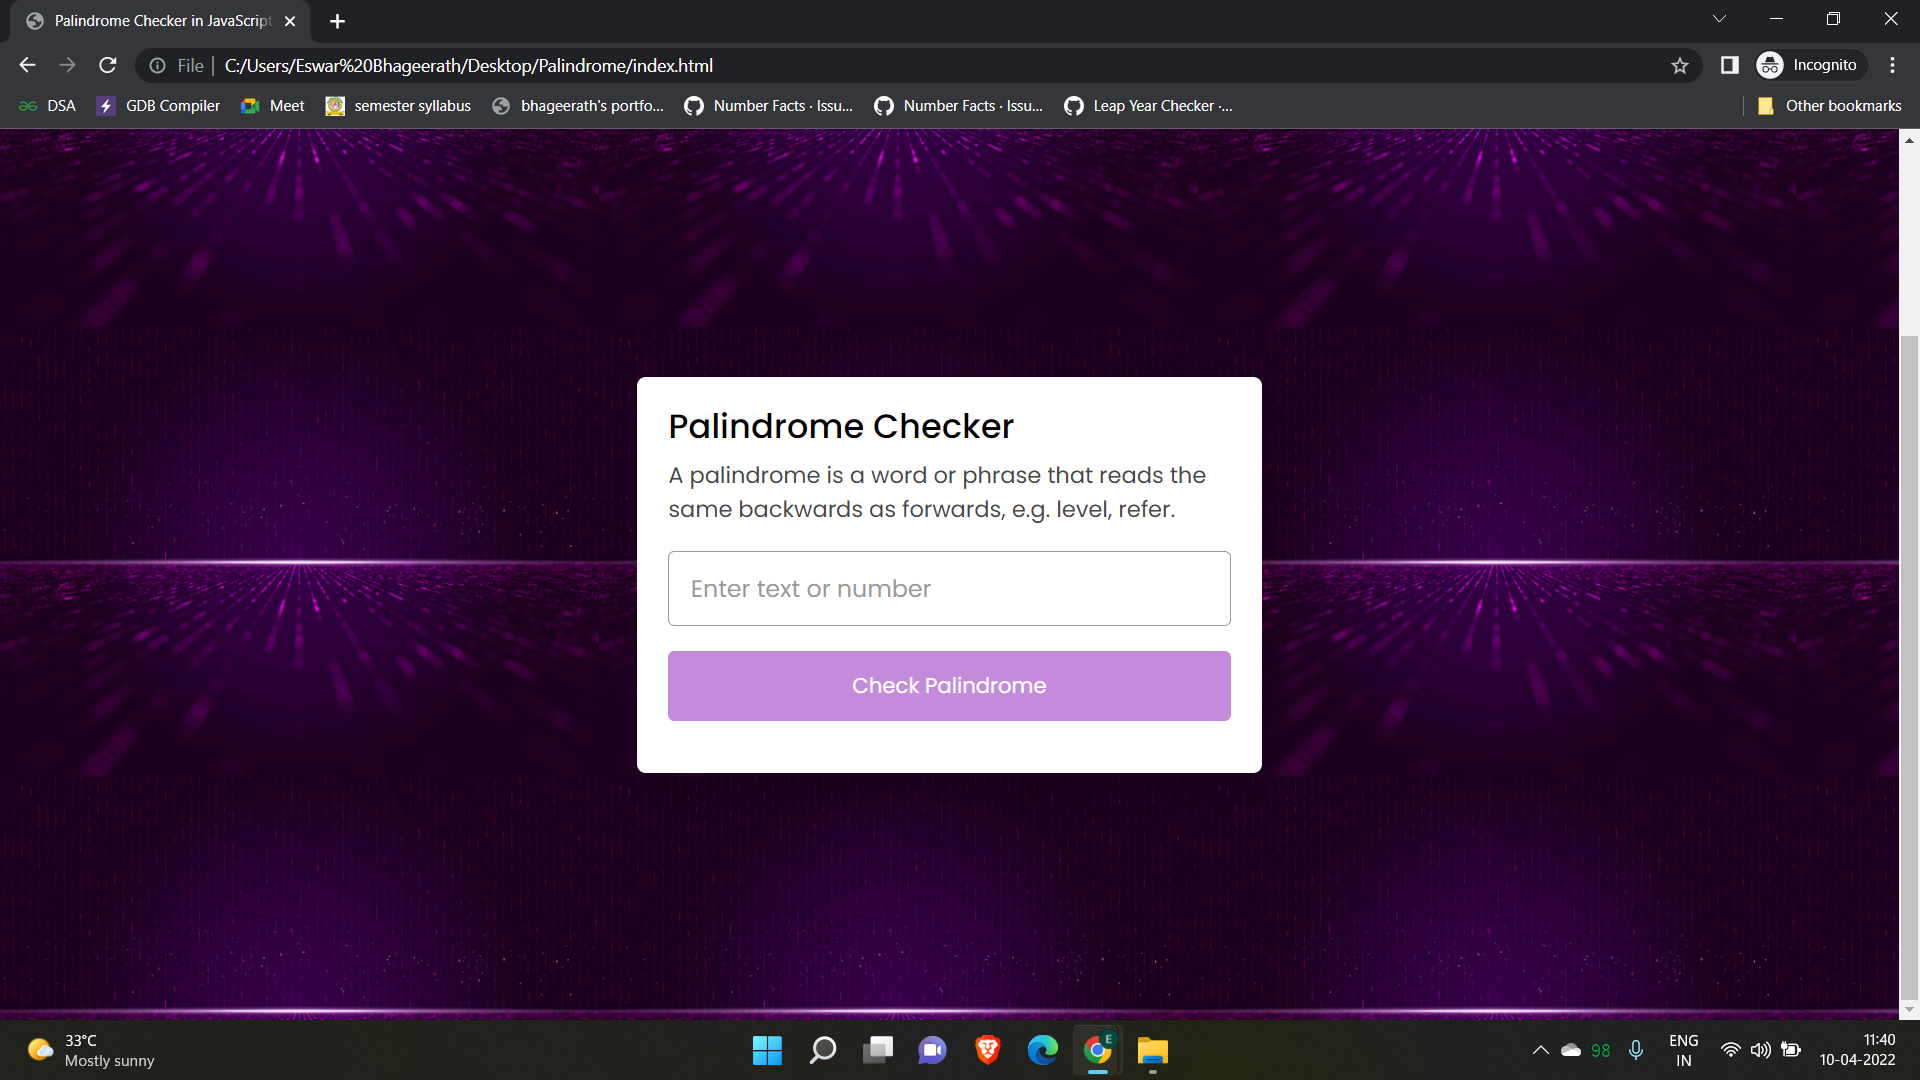 Palindrome Checker in JavaScript
File
C:/Users/Eswar%20Bhageerath/Desktop/Palindrome/index.html
Incognito
DSA
GDB Compiler
Meet
semester syllabus
bhageerath's portfo...
Number Facts · Issu...
Number Facts · Issu...
Leap Year Checker ·...
Other bookmarks
Palindrome Checker
A palindrome is a word or phrase that reads the
same backwards as forwards, e.g. level, refer.
Enter text or number
Check Palindrome
33°C
Mostly sunny
E
98
ENG
IN
11:40
10-04-2022